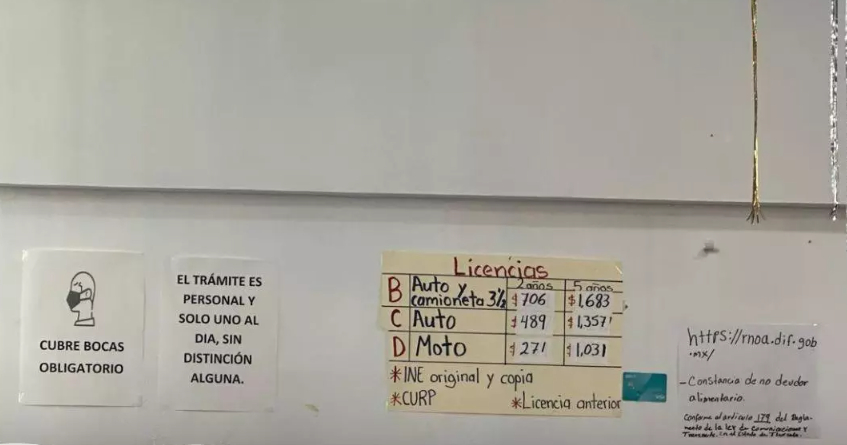 CUBRE BOCAS
OBLIGATORIO
EL TRÁMITE ES
PERSONAL Y
SOLO UNO AL
DIA, SIN
DISTINCIÓN
ALGUNA.
Licencias
2 años 5 años
B Auto y
camioneta 3½ $706 $1,683
C Auto $489 $1,357
D Moto $271 $1,031
*INE original y copia
*CURP *Licencia anterior
https://rnoa.dif.gob
.mx/
-Constancia de no deudor
alimentario.
Conforme al artículo 179 del Regla-
mento de la ley de Comunicaciones y
Transporte en el Estado de Tlaxcala.